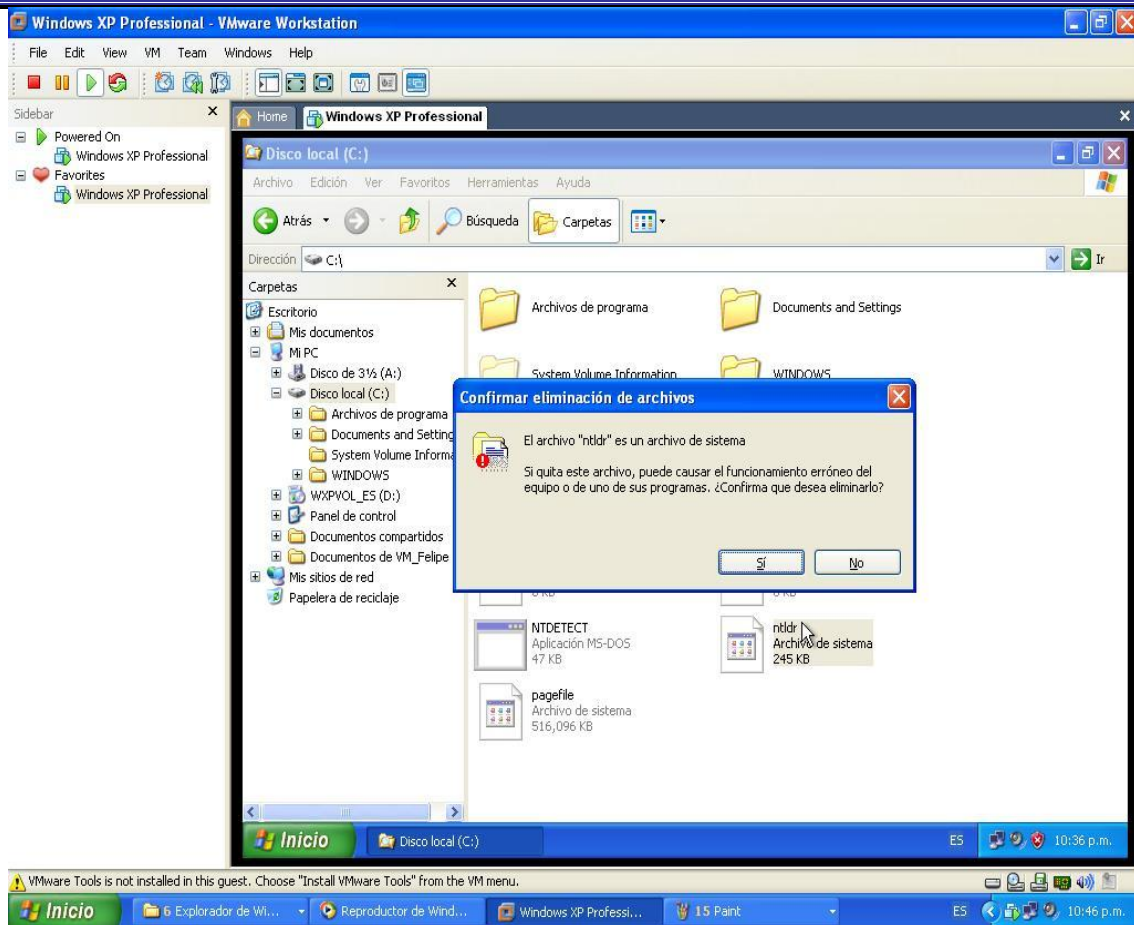 Windows XP Professional - VMware Workstation
File Edit View VM Team Windows Help
Sidebar
Powered On
Windows XP Professional
Favorites
Windows XP Professional
Home
Windows XP Professional
Disco local (C:)
Archivo Edición Ver Favoritos Herramientas Ayuda
Atrás
Búsqueda
Carpetas
Dirección
C:\
Ir
Carpetas
Escritorio
Mis documentos
Mi PC
Disco de 3½ (A:)
Disco local (C:)
Archivos de programa
Documents and Setting
System Volume Informa
WINDOWS
WXPVOL_ES (D:)
Panel de control
Documentos compartidos
Documentos de VM_Felipe
Mis sitios de red
Papelera de reciclaje
Archivos de programa
Documents and Settings
System Volume Information
WINDOWS
Confirmar eliminación de archivos
El archivo "ntldr" es un archivo de sistema
Si quita este archivo, puede causar el funcionamiento erróneo del
equipo o de uno de sus programas. ¿Confirma que desea eliminarlo?
Sí
No
NTDETECT
Aplicación MS-DOS
47 KB
ntldr
Archivo de sistema
245 KB
pagefile
Archivo de sistema
516,096 KB
Inicio
Disco local (C:)
ES
10:36 p.m.
VMware Tools is not installed in this guest. Choose "Install VMware Tools" from the VM menu.
Inicio
6 Explorador de Wi...
Reproductor de Wind...
Windows XP Professi...
15 Paint
ES
10:46 p.m.